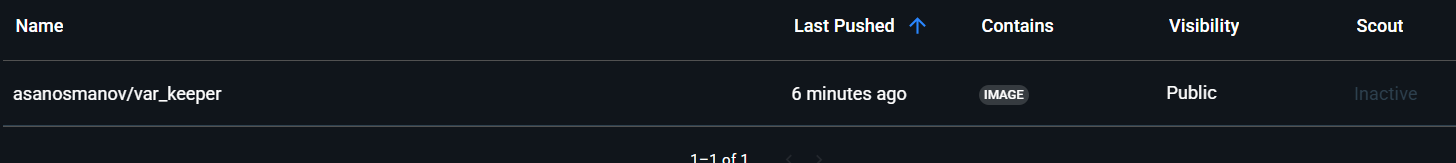 Name Last Pushed Contains Visibility Scout
asanosmanov/var_keeper 6 minutes ago IMAGE Public Inactive
1–1 of 1